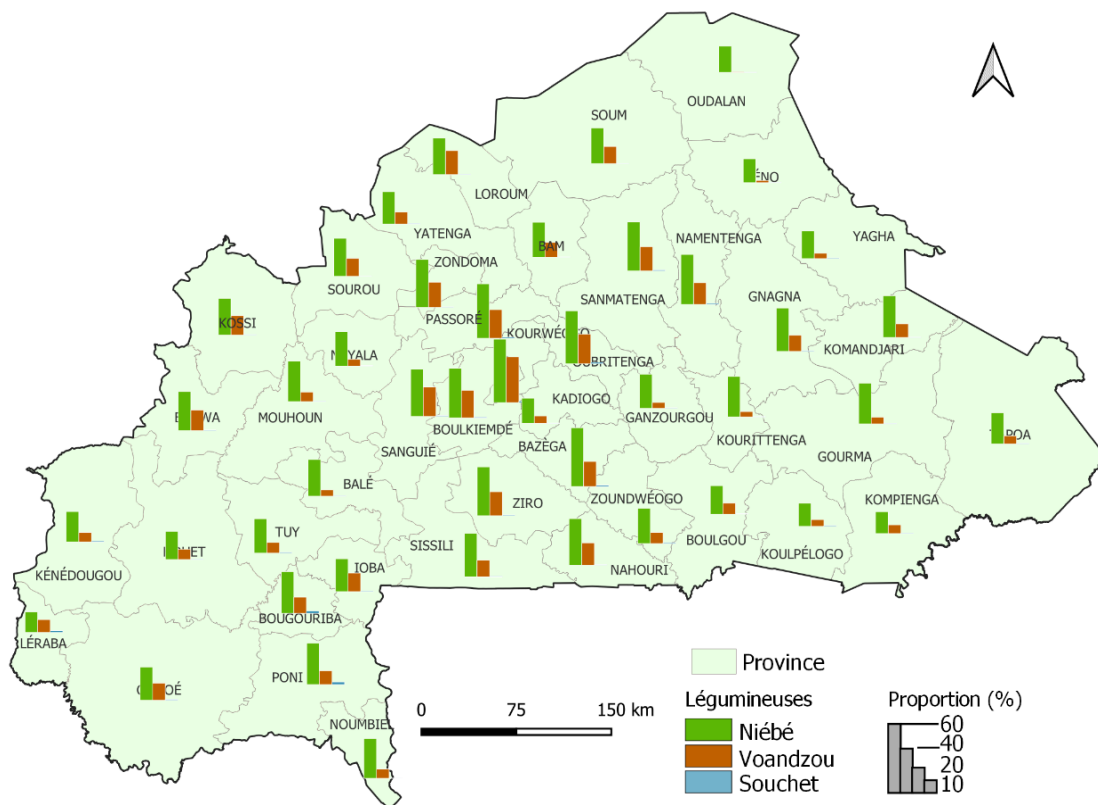 OUDALAN
SOUM
LOROUM
YATENGA
BAM
NAMENTENGA
YAGHA
ZONDOMA
SOUROU
SANMATENGA
GNAGNA
KOSSI
PASSORÉ
KOURWÉOGO
KOMANDJARI
KADIOGO
MOUHOUN
GANZOURGOU
KOURITTENGA
BOULKIEMDÉ
SANGUIÉ
BAZÈGA
GOURMA
BALÉ
ZIRO
ZOUNDWÉOGO
KOMPIENGA
TUY
SISSILI
BOULGOU
KOULPÉLOGO
KÉNÉDOUGOU
IOBA
NAHOURI
BOUGOURIBA
LÉRABA
PONI
NOUMBIEL
0 75 150 km
Province
Légumineuses
Niébé
Voandzou
Souchet
Proportion (%)
60
40
20
10